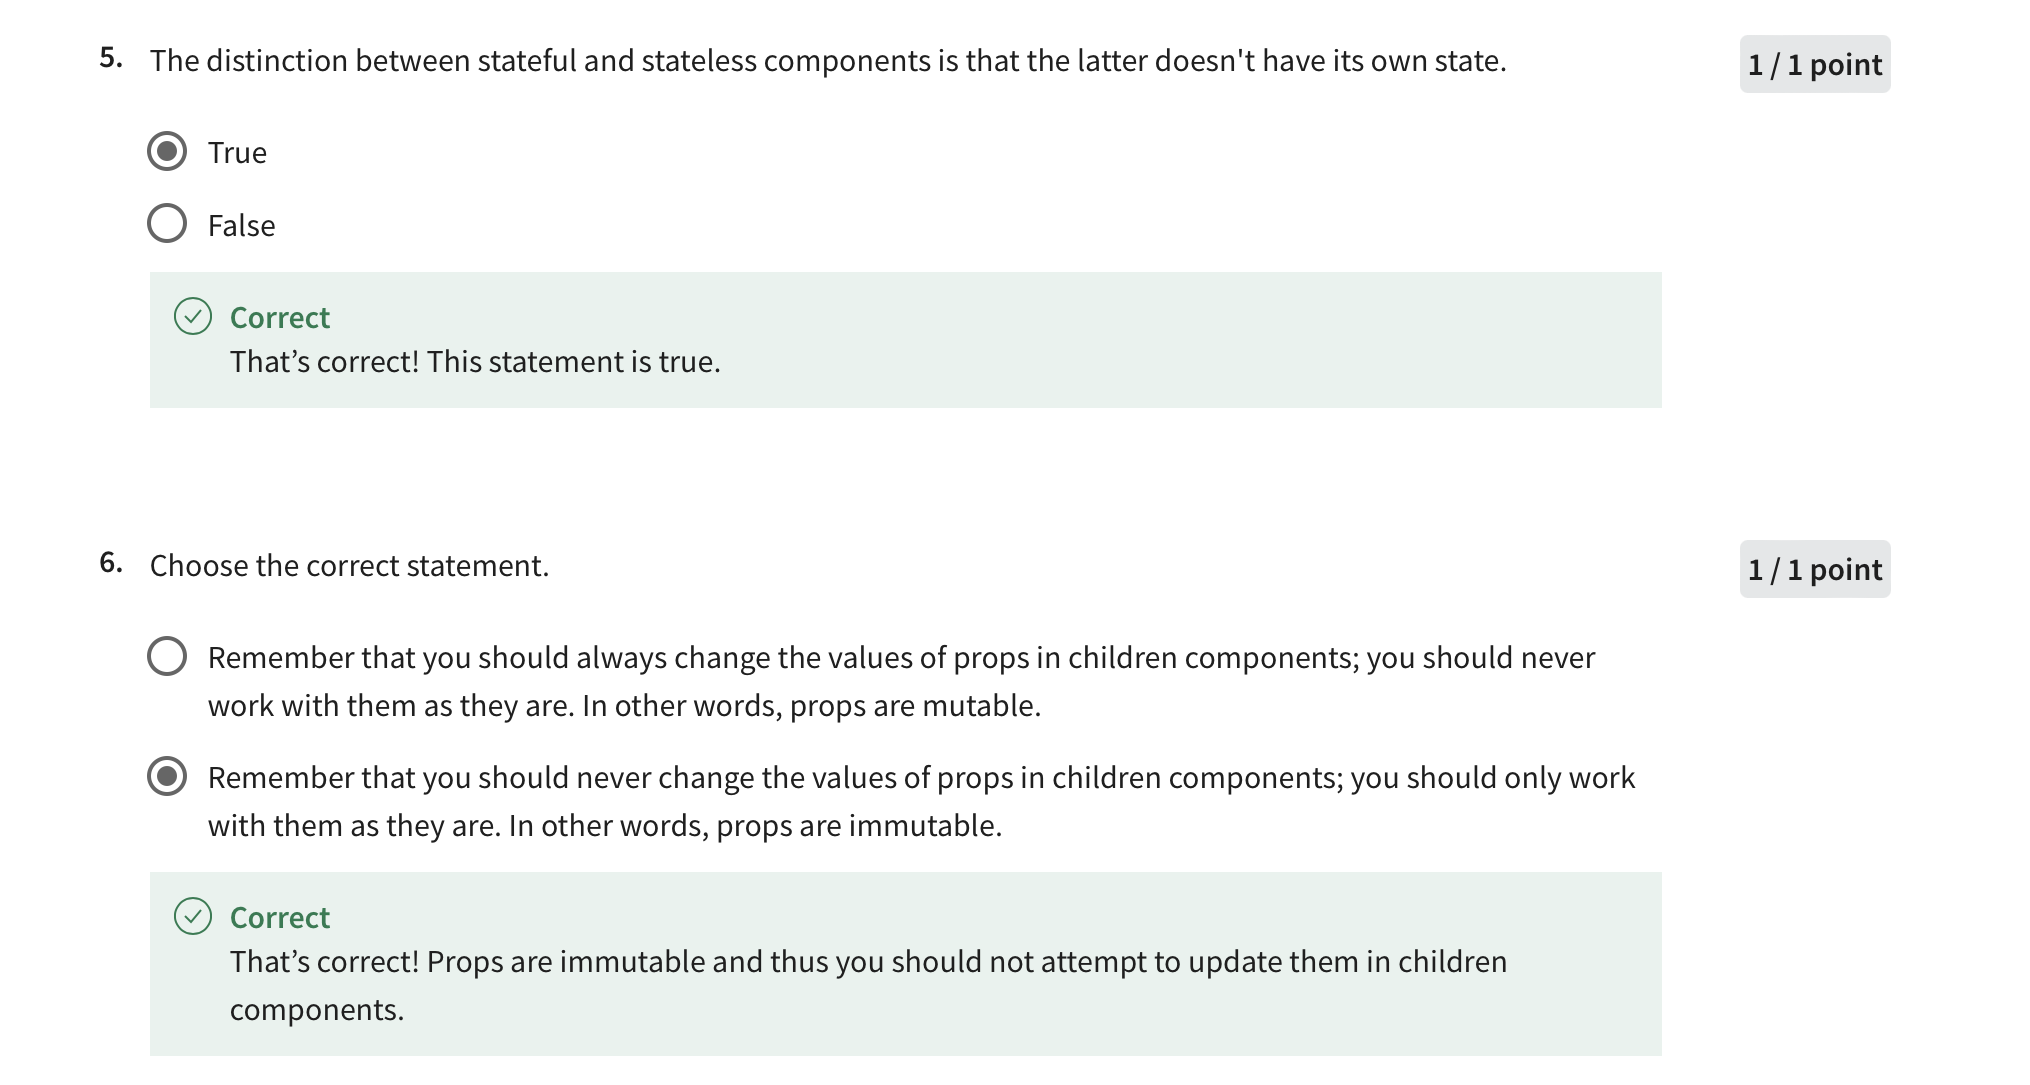 5. The distinction between stateful and stateless components is that the latter doesn't have its own state.
1 / 1 point
True
False
Correct
That’s correct! This statement is true.
6. Choose the correct statement.
1 / 1 point
Remember that you should always change the values of props in children components; you should never
work with them as they are. In other words, props are mutable.
Remember that you should never change the values of props in children components; you should only work
with them as they are. In other words, props are immutable.
Correct
That’s correct! Props are immutable and thus you should not attempt to update them in children
components.